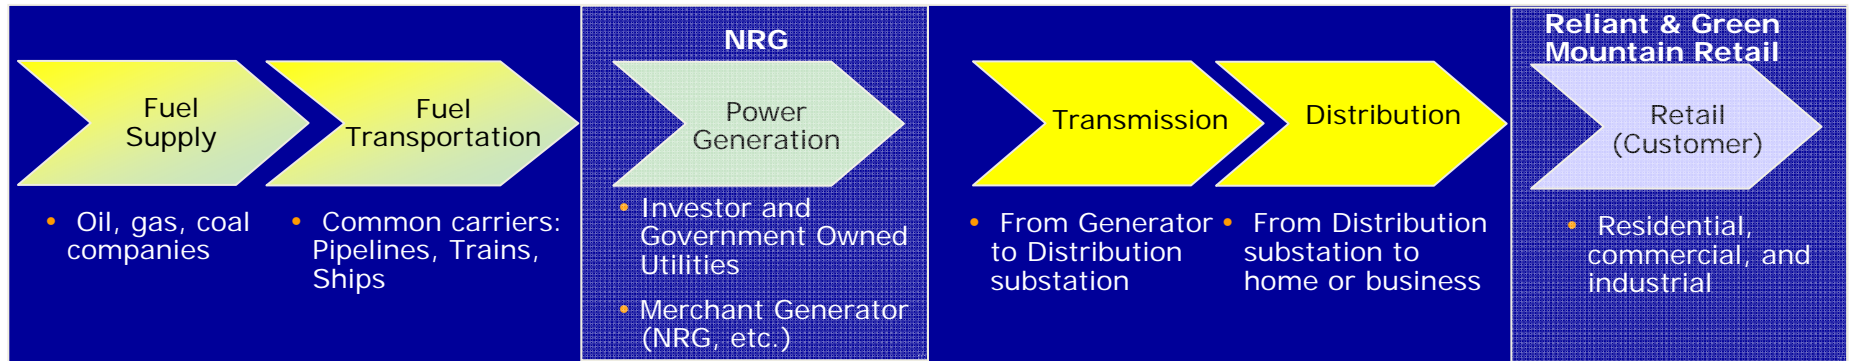 Fuel
Supply
• Oil, gas, coal
companies
Fuel
Transportation
• Common carriers:
Pipelines, Trains,
Ships
NRG
Power
Generation
• Investor and
Government Owned
Utilities
• Merchant Generator
(NRG, etc.)
Transmission
• From Generator
to Distribution
substation
Distribution
• From Distribution
substation to
home or business
Reliant & Green
Mountain Retail
Retail
(Customer)
• Residential,
commercial, and
industrial